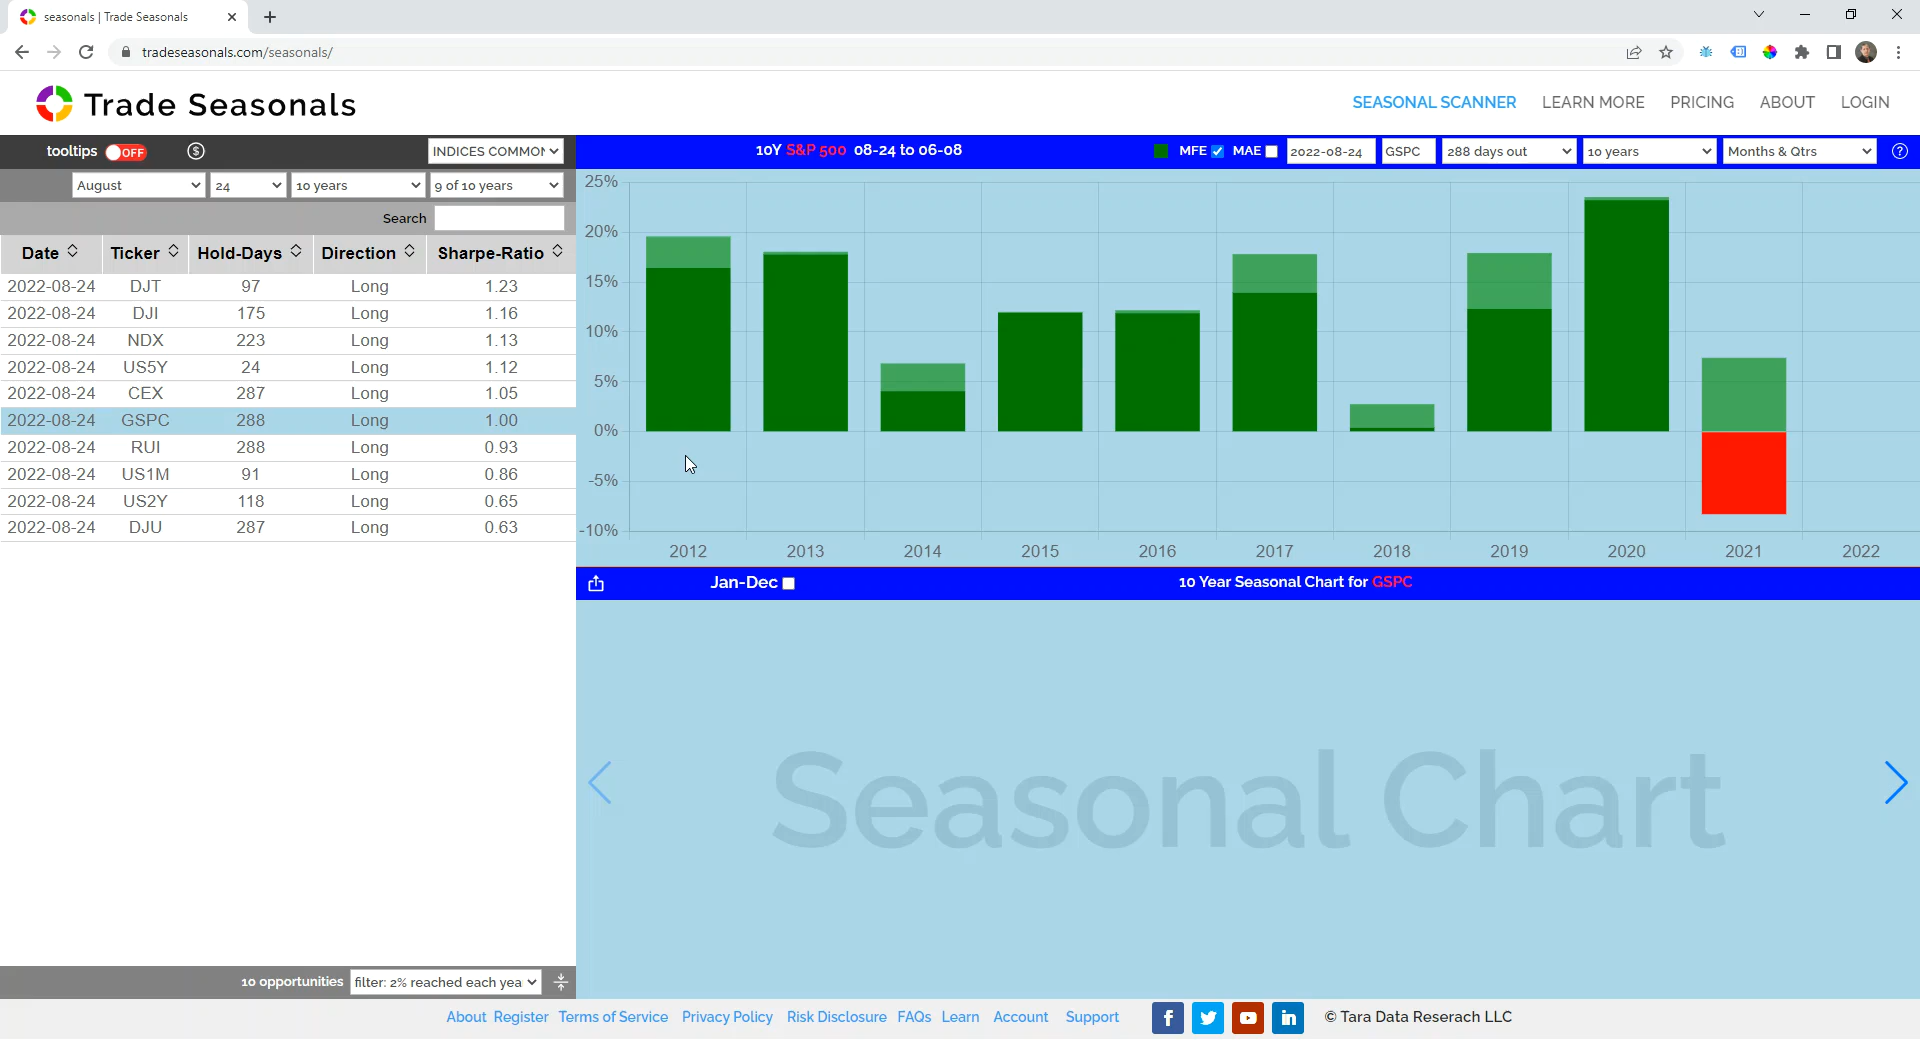 seasonals | Trade Seasonals
tradeseasonals.com/seasonals/
Trade Seasonals
SEASONAL SCANNER LEARN MORE PRICING ABOUT LOGIN
tooltips OFF $ INDICES COMMON
10Y S&P 500 08-24 to 06-08 MFE MAE 2022-08-24 GSPC 288 days out 10 years Months & Qtrs ?
August 24 10 years 9 of 10 years
Search
Date Ticker Hold-Days Direction Sharpe-Ratio
2022-08-24 DJT 97 Long 1.23
2022-08-24 DJI 175 Long 1.16
2022-08-24 NDX 223 Long 1.13
2022-08-24 US5Y 24 Long 1.12
2022-08-24 CEX 287 Long 1.05
2022-08-24 GSPC 288 Long 1.00
2022-08-24 RUI 288 Long 0.93
2022-08-24 US1M 91 Long 0.86
2022-08-24 US2Y 118 Long 0.65
2022-08-24 DJU 287 Long 0.63
25%
20%
15%
10%
5%
0%
-5%
-10%
2012 2013 2014 2015 2016 2017 2018 2019 2020 2021 2022
Jan-Dec 10 Year Seasonal Chart for GSPC
Seasonal Chart
10 opportunities filter: 2% reached each yea
About Register Terms of Service Privacy Policy Risk Disclosure FAQs Learn Account Support © Tara Data Reserach LLC